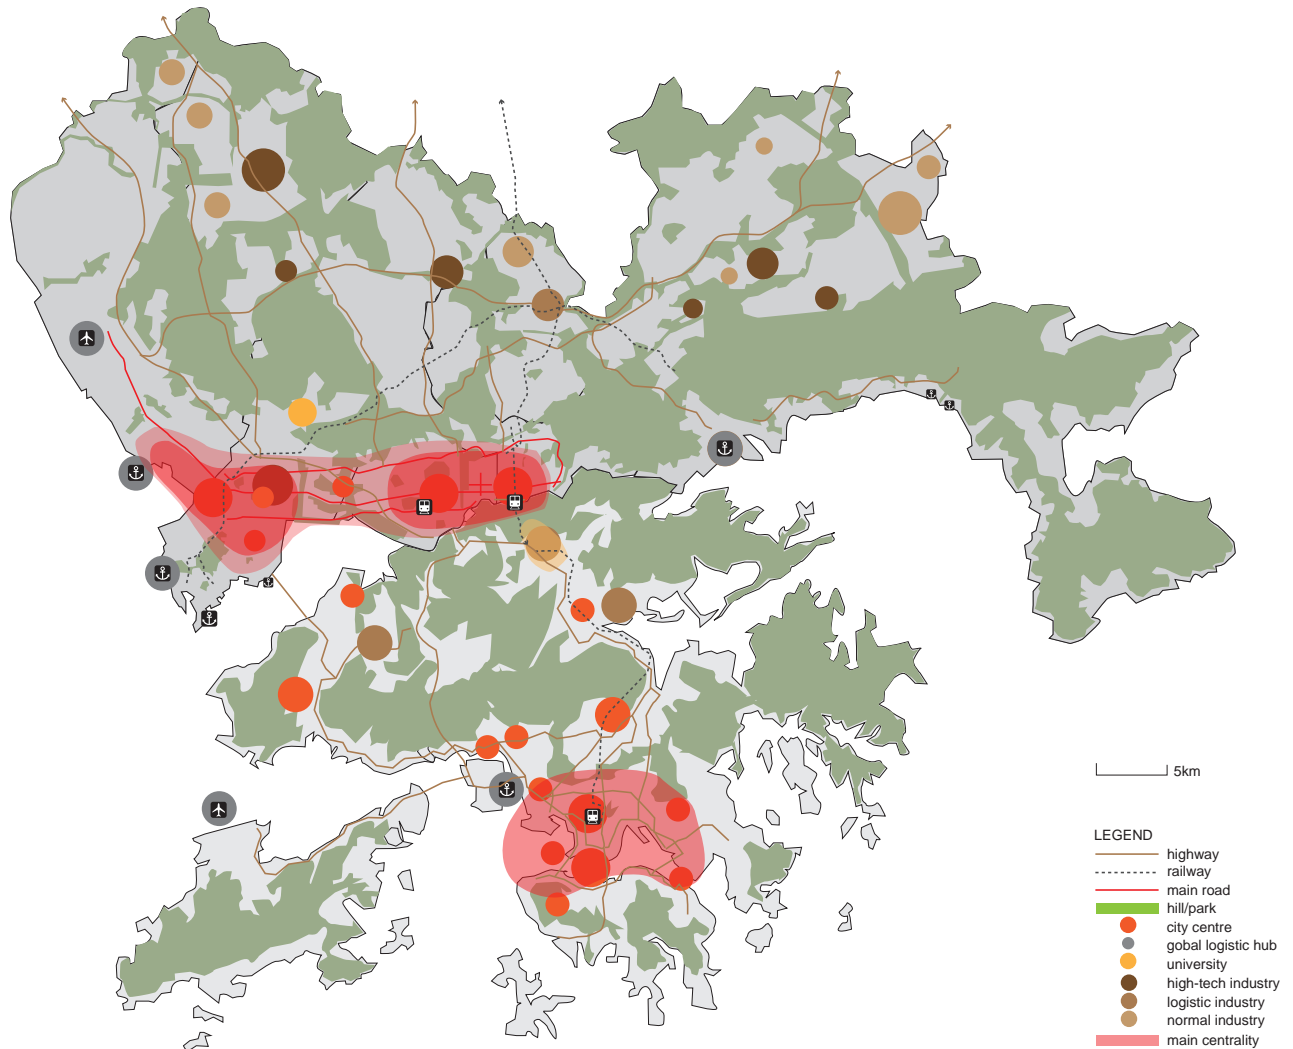 5km
LEGEND
highway
railway
main road
hill/park
city centre
gobal logistic hub
university
high-tech industry
logistic industry
normal industry
main centrality